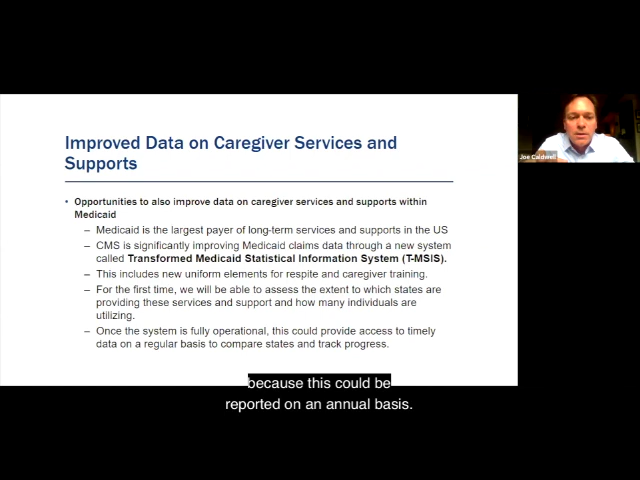 Improved Data on Caregiver Services and
Supports
• Opportunities to also improve data on caregiver services and supports within
Medicaid
– Medicaid is the largest payer of long-term services and supports in the US
– CMS is significantly improving Medicaid claims data through a new system
called Transformed Medicaid Statistical Information System (T-MSIS).
– This includes new uniform elements for respite and caregiver training.
– For the first time, we will be able to assess the extent to which states are
providing these services and support and how many individuals are
utilizing.
– Once the system is fully operational, this could provide access to timely
data on a regular basis to compare states and track progress.
Joe Caldwell
because this could be
reported on an annual basis.